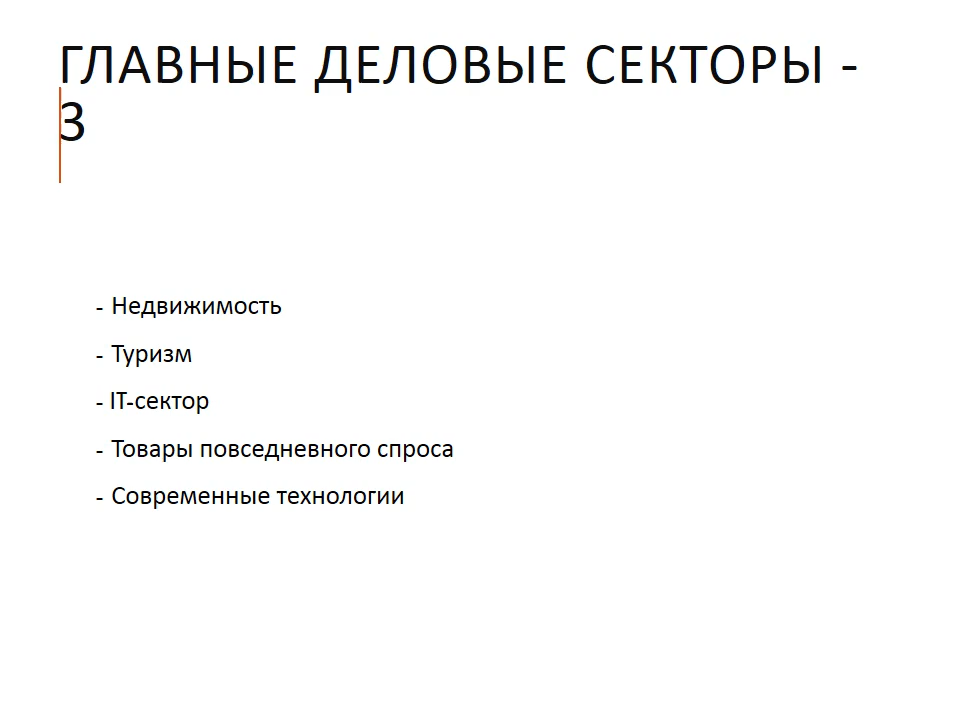 ГЛАВНЫЕ ДЕЛОВЫЕ СЕКТОРЫ -
3
- Недвижимость
- Туризм
- IT-сектор
- Товары повседневного спроса
- Современные технологии